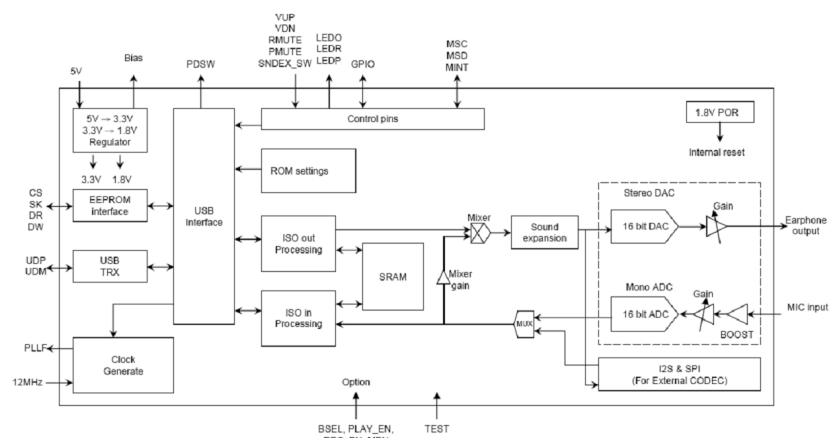 VUP
VDN
RMUTE
PMUTE
SNDEX_SW
LEDO
LEDR
LEDP
GPIO
MSC
MSD
MINT
5V
Bias
PDSW
5V → 3.3V
3.3V → 1.8V
Regulator
3.3V 1.8V
Control pins
1.8V POR
Internal reset
ROM settings
CS
SK
DR
DW
EEPROM
interface
USB
Interface
UDP
UDM
USB
TRX
ISO out
Processing
SRAM
ISO in
Processing
Mixer
Mixer
gain
Sound
expansion
Stereo DAC
16 bit DAC
Gain
Earphone
output
Mono ADC
16 bit ADC
Gain
BOOST
MIC input
MUX
I2S & SPI
(For External CODEC)
PLLF
12MHz
Clock
Generate
Option
BSEL, PLAY_EN,
TEST